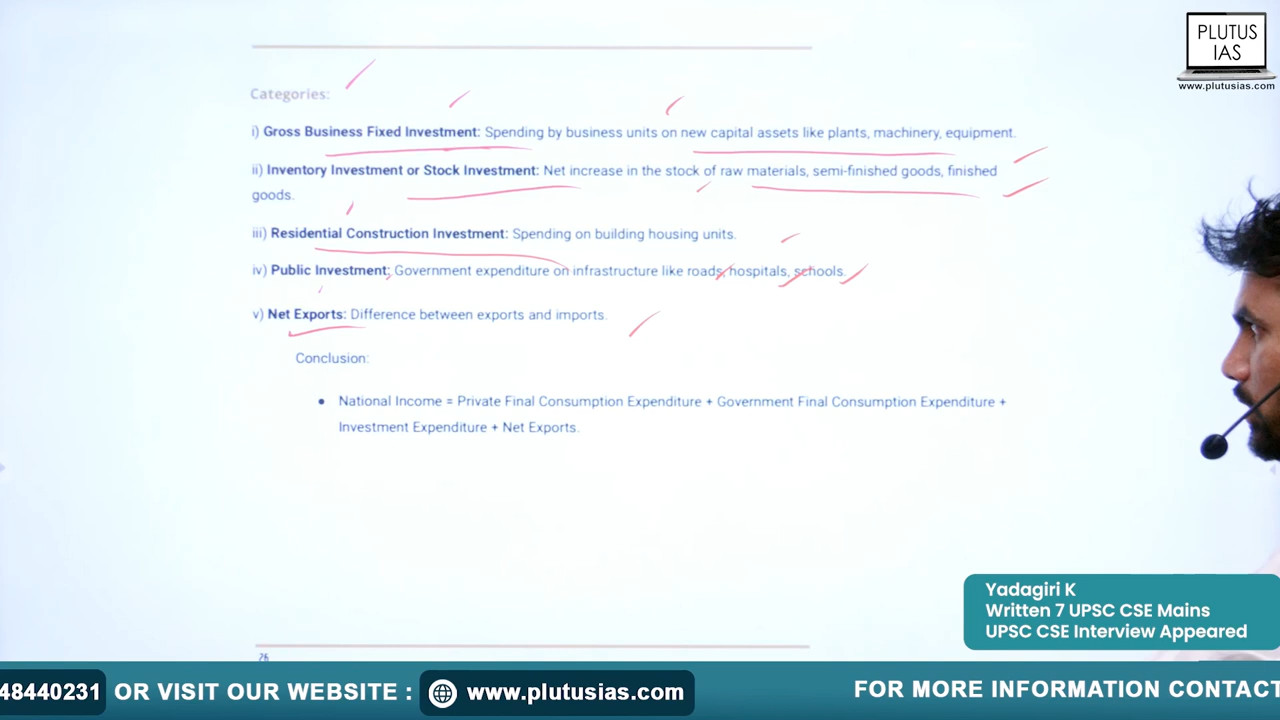 PLUTUS
IAS
www.plutusias.com
Categories:
i) Gross Business Fixed Investment: Spending by business units on new capital assets like plants, machinery, equipment.
ii) Inventory Investment or Stock Investment: Net increase in the stock of raw materials, semi-finished goods, finished
goods.
iii) Residential Construction Investment: Spending on building housing units.
iv) Public Investment: Government expenditure on infrastructure like roads, hospitals, schools.
v) Net Exports: Difference between exports and imports.
Conclusion:
• National Income = Private Final Consumption Expenditure + Government Final Consumption Expenditure +
Investment Expenditure + Net Exports.
Yadagiri K
Written 7 UPSC CSE Mains
UPSC CSE Interview Appeared
26
48440231 OR VISIT OUR WEBSITE : www.plutusias.com FOR MORE INFORMATION CONTACT